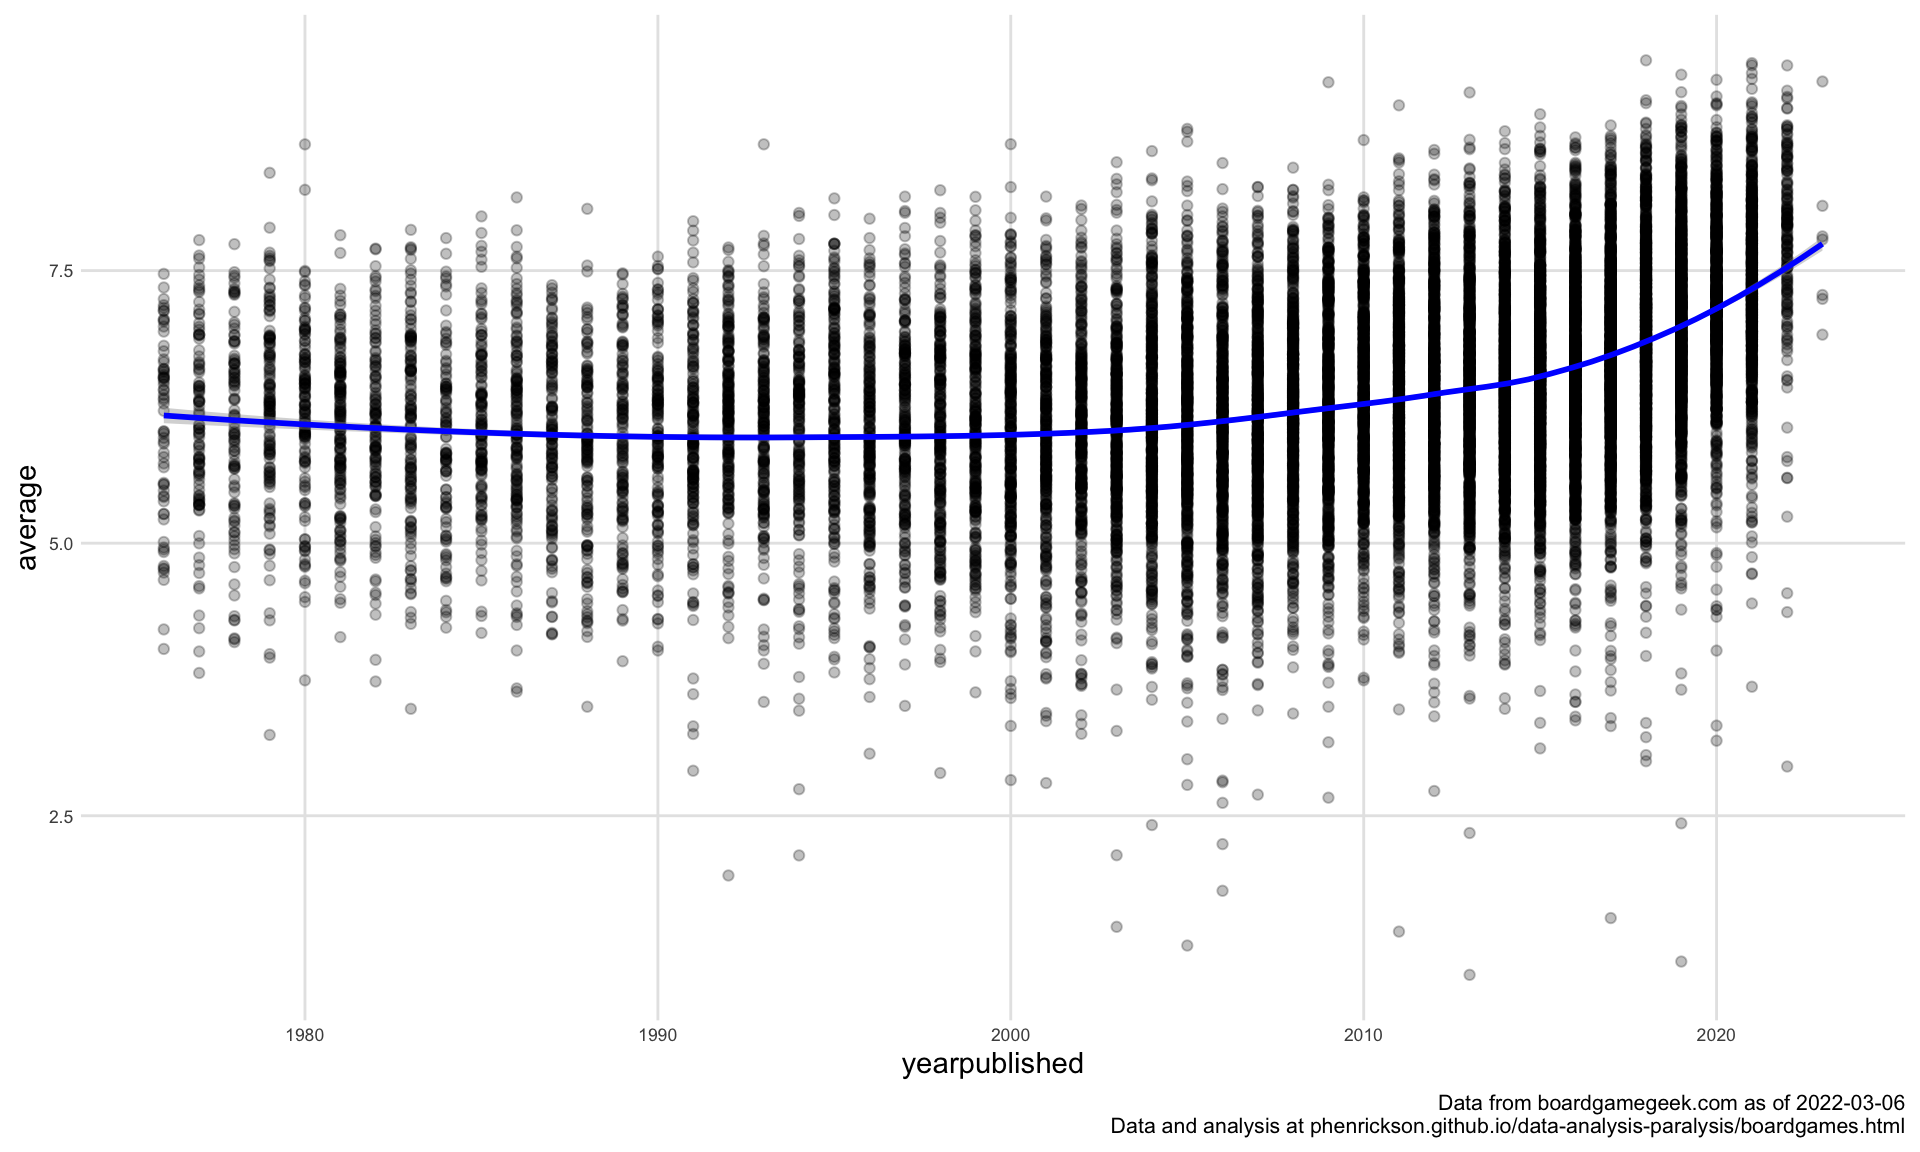 7.5
5.0
2.5
average
1980
1990
2000
2010
2020
yearpublished
Data from boardgamegeek.com as of 2022-03-06
Data and analysis at phenrickson.github.io/data-analysis-paralysis/boardgames.html